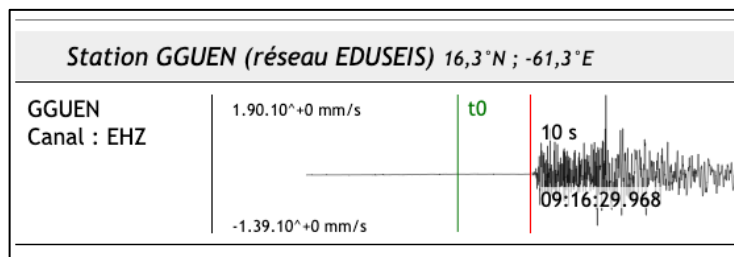 Station GGUEN (réseau EDUSEIS) 16,3°N ; -61,3°E
GGUEN
Canal : EHZ
1.90.10^+0 mm/s
t0
10 s
09:16:29.968
-1.39.10^+0 mm/s